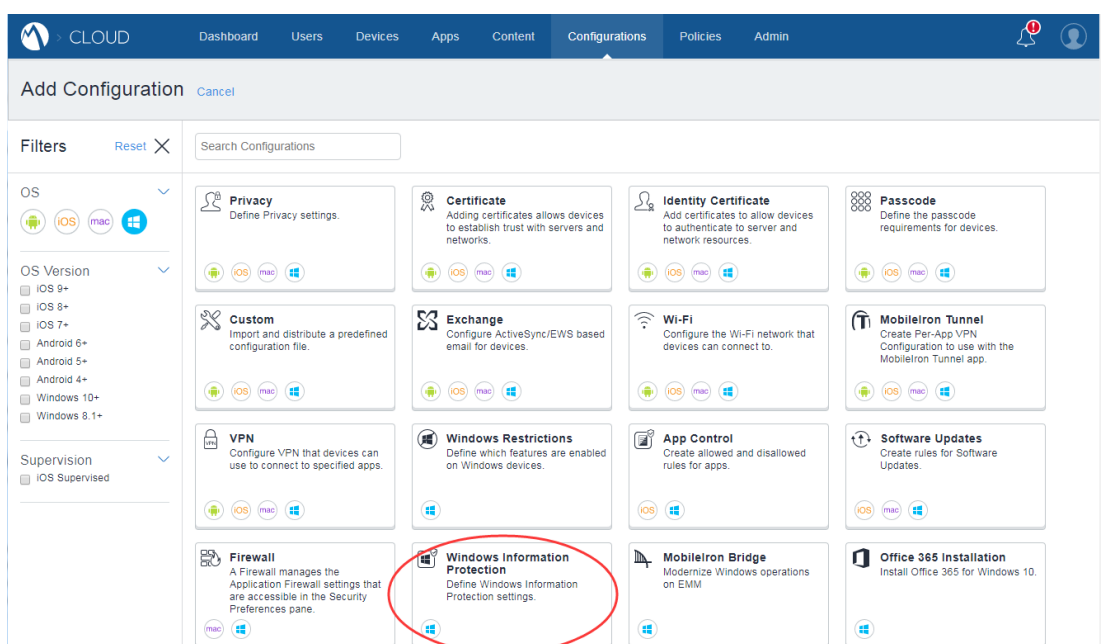 CLOUD Dashboard Users Devices Apps Content Configurations Policies Admin
Add Configuration Cancel
Filters Reset
Search Configurations
OS
iOS mac
OS Version
iOS 9+
iOS 8+
iOS 7+
Android 6+
Android 5+
Android 4+
Windows 10+
Windows 8.1+
Supervision
iOS Supervised
Privacy
Define Privacy settings.
iOS mac
Certificate
Adding certificates allows devices
to establish trust with servers and
networks.
iOS mac
Identity Certificate
Add certificates to allow devices
to authenticate to server and
network resources.
iOS mac
Passcode
Define the passcode
requirements for devices.
iOS mac
Custom
Import and distribute a predefined
configuration file.
iOS mac
Exchange
Configure ActiveSync/EWS based
email for devices.
iOS mac
Wi-Fi
Configure the Wi-Fi network that
devices can connect to.
iOS mac
MobileIron Tunnel
Create Per-App VPN
Configuration to use with the
MobileIron Tunnel app.
iOS mac
VPN
VPN
Configure VPN that devices can
use to connect to specified apps.
iOS mac
Windows Restrictions
Define which features are enabled
on Windows devices.
App Control
Create allowed and disallowed
rules for apps.
iOS
Software Updates
Create rules for Software
Updates.
iOS mac
Firewall
A Firewall manages the
Application Firewall settings that
are accessible in the Security
Preferences pane.
mac
Windows Information
Protection
Define Windows Information
Protection settings.
MobileIron Bridge
Modernize Windows operations
on EMM
Office 365 Installation
Install Office 365 for Windows 10.